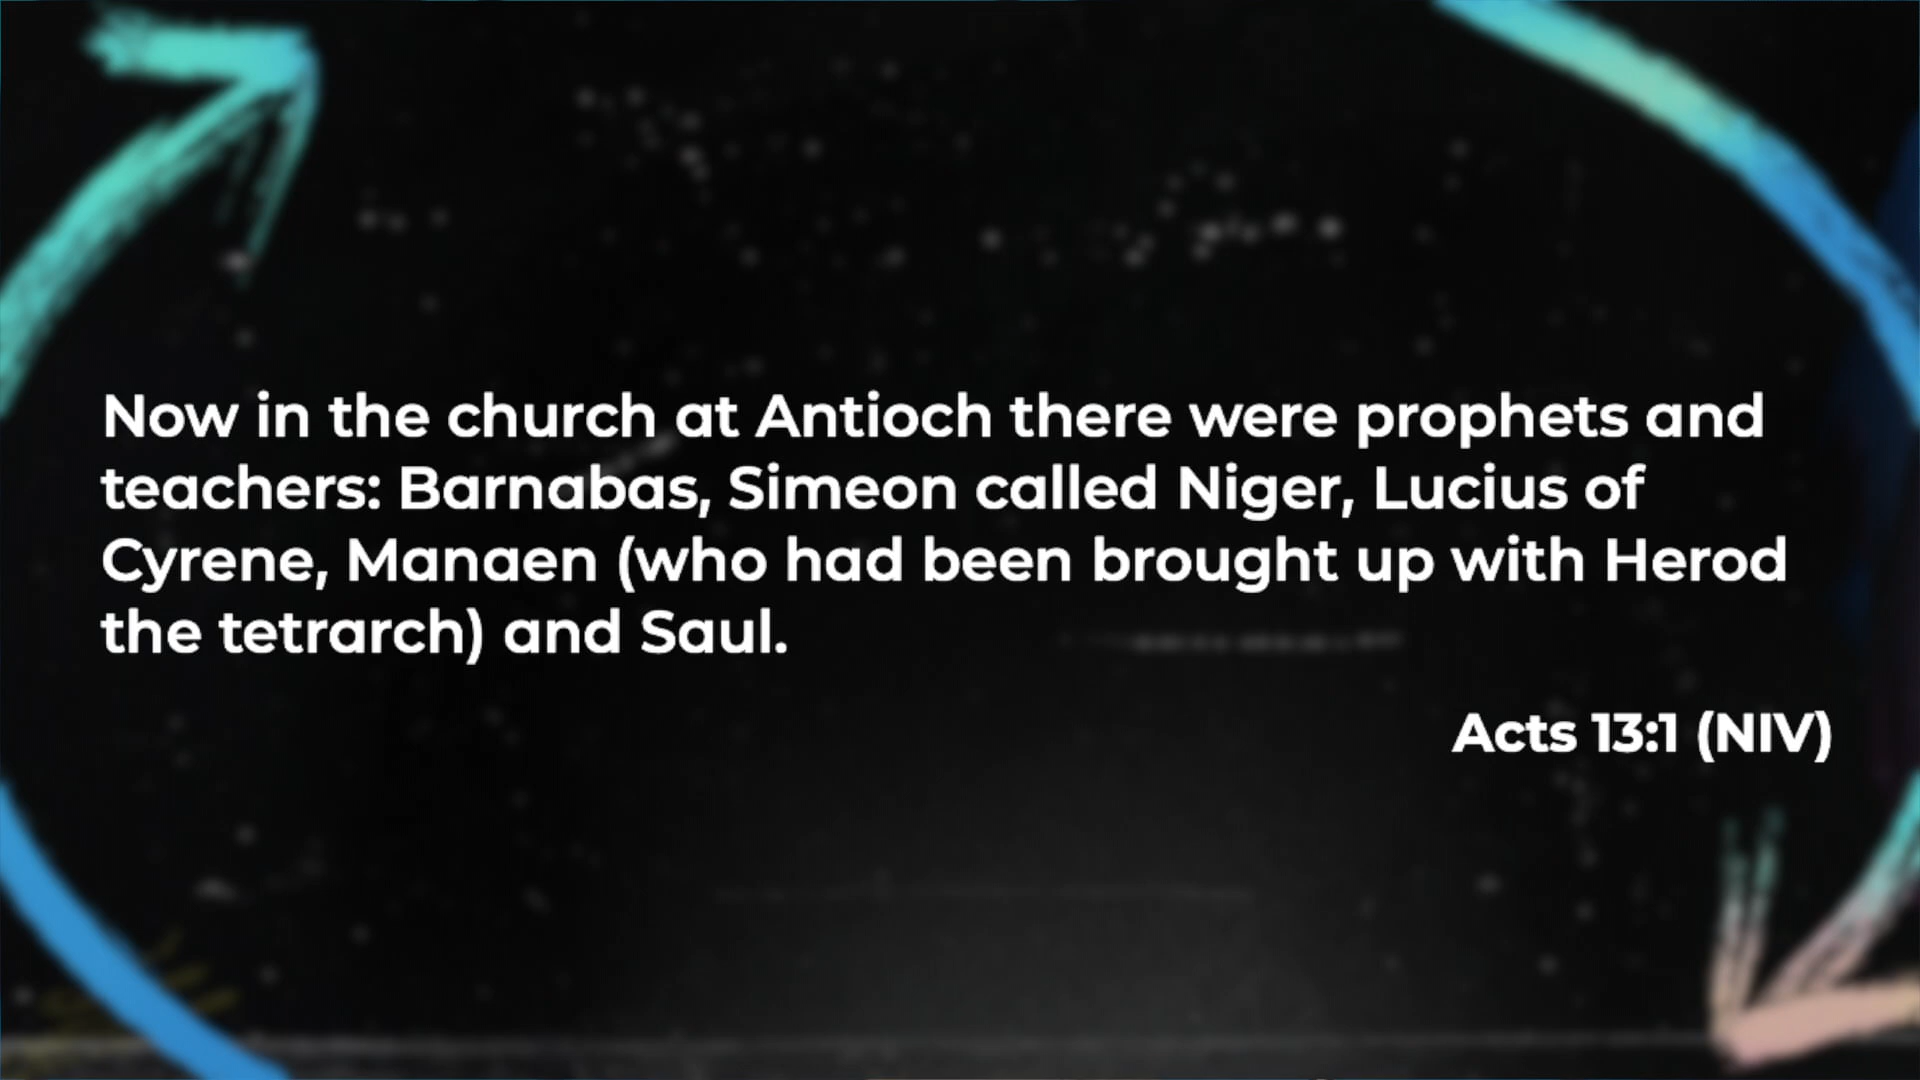 Now in the church at Antioch there were prophets and
teachers: Barnabas, Simeon called Niger, Lucius of
Cyrene, Manaen (who had been brought up with Herod
the tetrarch) and Saul.
Acts 13:1 (NIV)